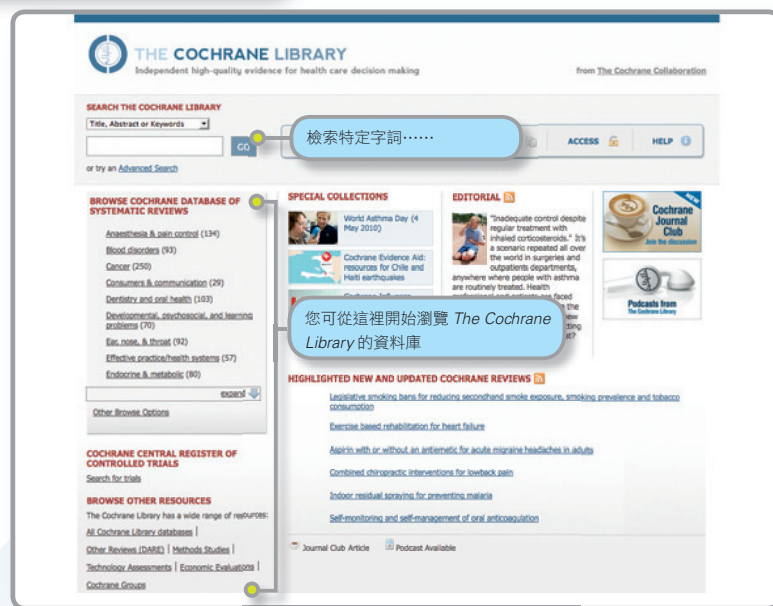 THE COCHRANE LIBRARY
Independent high-quality evidence for health care decision making
from The Cochrane Collaboration
SEARCH THE COCHRANE LIBRARY
Title, Abstract or Keywords
GO
or try an Advanced Search
檢索特定字詞……
ACCESS
HELP
BROWSE COCHRANE DATABASE OF
SYSTEMATIC REVIEWS
Anaesthesia & pain control (134)
Blood disorders (93)
Cancer (250)
Consumers & communication (29)
Dentistry and oral health (103)
Developmental, psychosocial, and learning
problems (70)
Ear, nose, & throat (92)
Effective practice/health systems (57)
Endocrine & metabolic (80)
expand
Other Browse Options
COCHRANE CENTRAL REGISTER OF
CONTROLLED TRIALS
Search for trials
BROWSE OTHER RESOURCES
The Cochrane Library has a wide range of resources:
All Cochrane Library databases |
Other Reviews (DARE) | Methods Studies |
Technology Assessments | Economic Evaluations |
Cochrane Groups
SPECIAL COLLECTIONS
World Asthma Day (4
May 2010)
Cochrane Evidence Aid:
resources for Chile and
Haiti earthquakes
您可從這裡開始瀏覽 The Cochrane
Library 的資料庫
EDITORIAL
"Inadequate control despite
regular treatment with
inhaled corticosteroids." It's
a scenario repeated all over
the world in surgeries and
outpatients departments,
anywhere where people with asthma
are routinely treated. Health
faced
the
new
NEW
Cochrane
Journal
Club
Join the discussion
Podcasts from
The Cochrane Library
HIGHLIGHTED NEW AND UPDATED COCHRANE REVIEWS
Legislative smoking bans for reducing secondhand smoke exposure, smoking prevalence and tobacco
consumption
Exercise based rehabilitation for heart failure
Aspirin with or without an antiemetic for acute migraine headaches in adults
Combined chiropractic interventions for lowback pain
Indoor residual spraying for preventing malaria
Self-monitoring and self-management of oral anticoagulation
Journal Club Article
Podcast Available